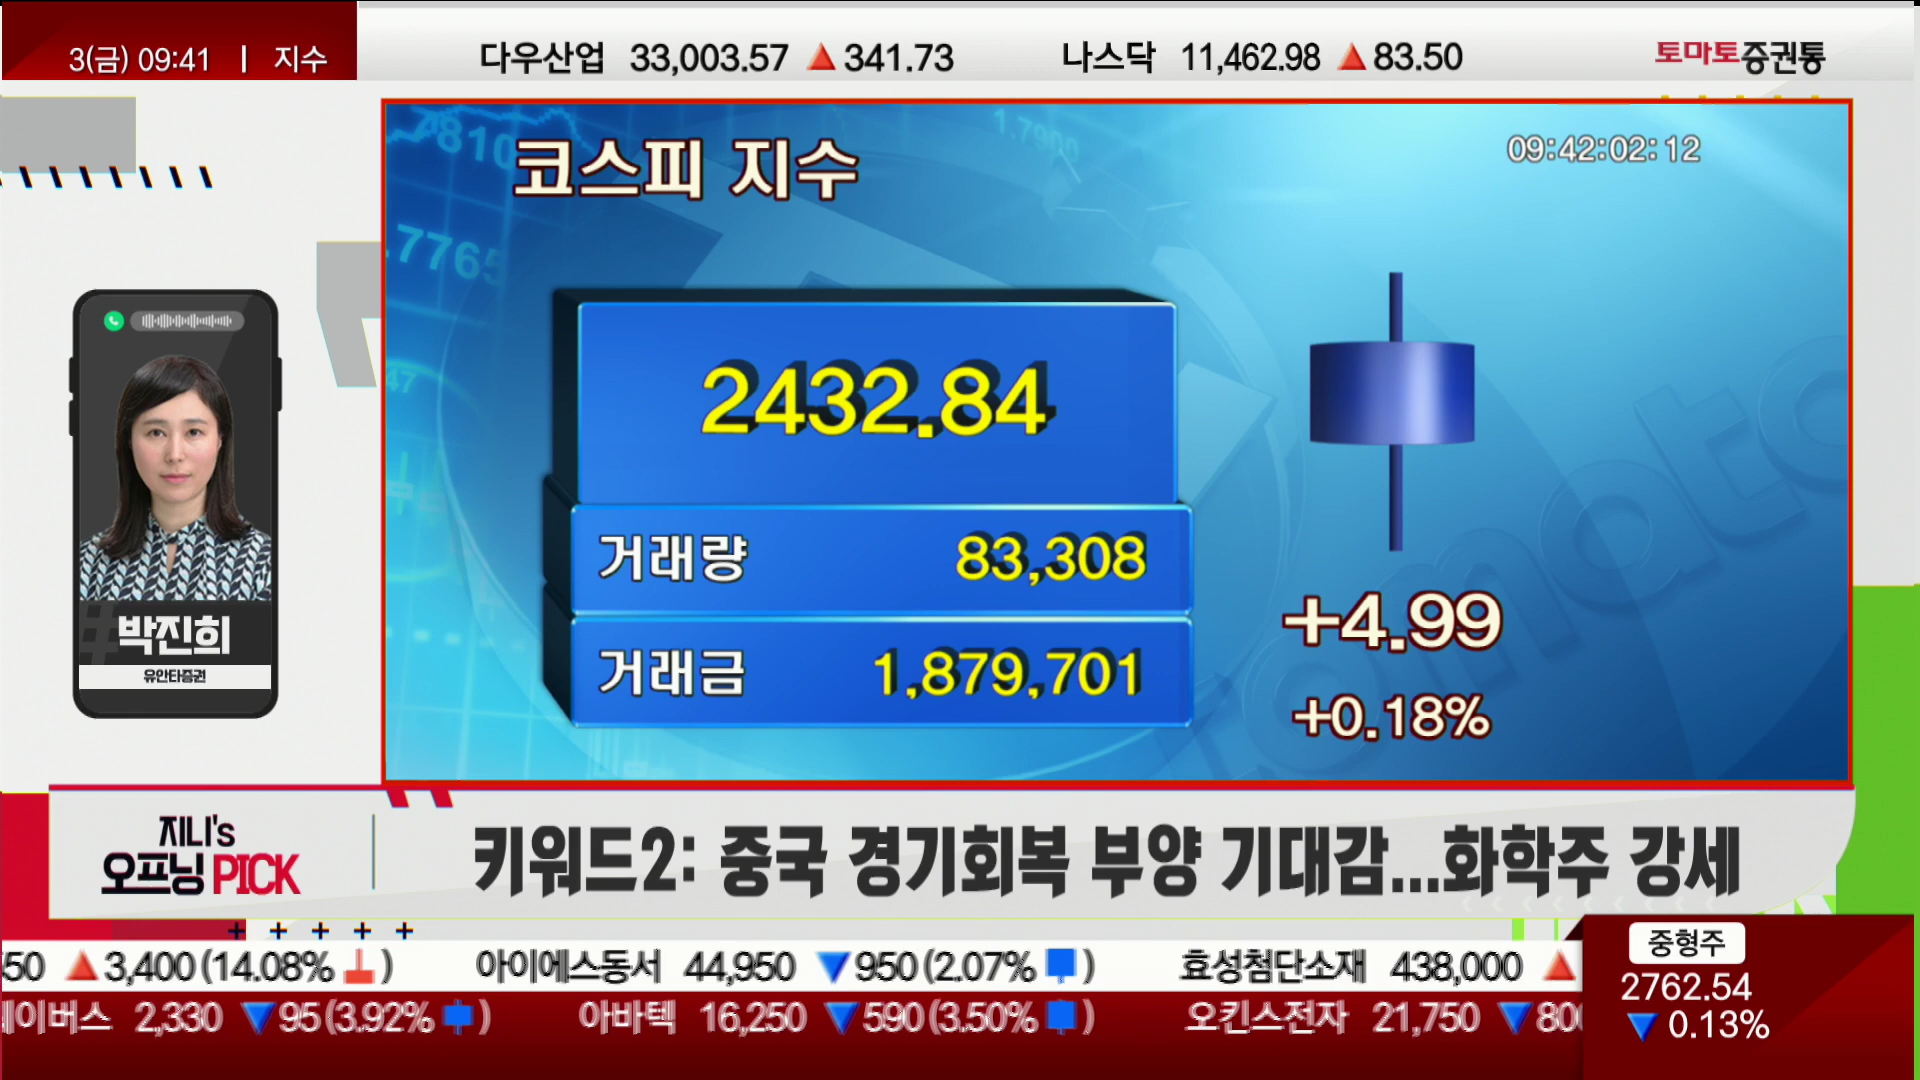 3(금) 09:41 | 지수
다우산업 33,003.57 ▲341.73
나스닥 11,462.98 ▲83.50
토마토증권통
코스피 지수
09:42:02:12
2432.84
거래량 83,308
거래금 1,879,701
+4.99
+0.18%
박진희
유안타증권
지니's
오프닝 PICK
키워드2: 중국 경기회복 부양 기대감...화학주 강세
50 ▲3,400(14.08%)
아이에스동서 44,950 ▼950(2.07%)
효성첨단소재 438,000 ▲
이버스 2,330 ▼95(3.92%)
아바텍 16,250 ▼590(3.50%)
오킨스전자 21,750 ▼800
중형주
2762.54
▼0.13%